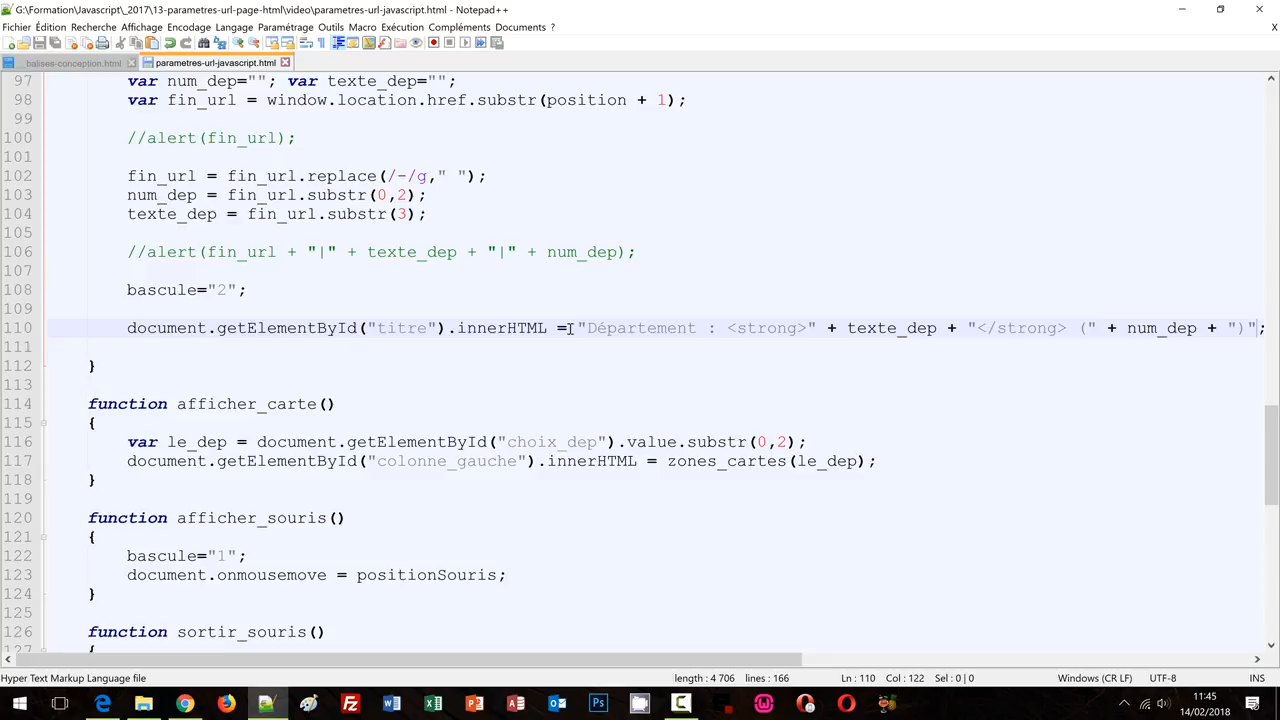 G:\Formation\Javascript\_2017\13-parametres-url-page-html\video\parametres-url-javascript.html - Notepad++
Fichier Édition Recherche Affichage Encodage Langage Paramétrage Outils Macro Exécution Compléments Documents ? X
__balises-conception.html parametres-url-javascript.html
97 var num_dep=""; var texte_dep="";
98 var fin_url = window.location.href.substr(position + 1);
99
100 //alert(fin_url);
101
102 fin_url = fin_url.replace(/-/g," ");
103 num_dep = fin_url.substr(0,2);
104 texte_dep = fin_url.substr(3);
105
106 //alert(fin_url + "|" + texte_dep + "|" + num_dep);
107
108 bascule="2";
109
110 document.getElementById("titre").innerHTML ="Département : <strong>" + texte_dep + "</strong> (" + num_dep + ")";
111
112 }
113
114 function afficher_carte()
115 {
116 var le_dep = document.getElementById("choix_dep").value.substr(0,2);
117 document.getElementById("colonne_gauche").innerHTML = zones_cartes(le_dep);
118 }
119
120 function afficher_souris()
121 {
122 bascule="1";
123 document.onmousemove = positionSouris;
124 }
125
126 function sortir_souris()
127 {
Hyper Text Markup Language file length : 4 706 lines : 166 Ln : 110 Col : 122 Sel : 0 | 0 Windows (CR LF) UTF-8 INS
11:45
14/02/2018